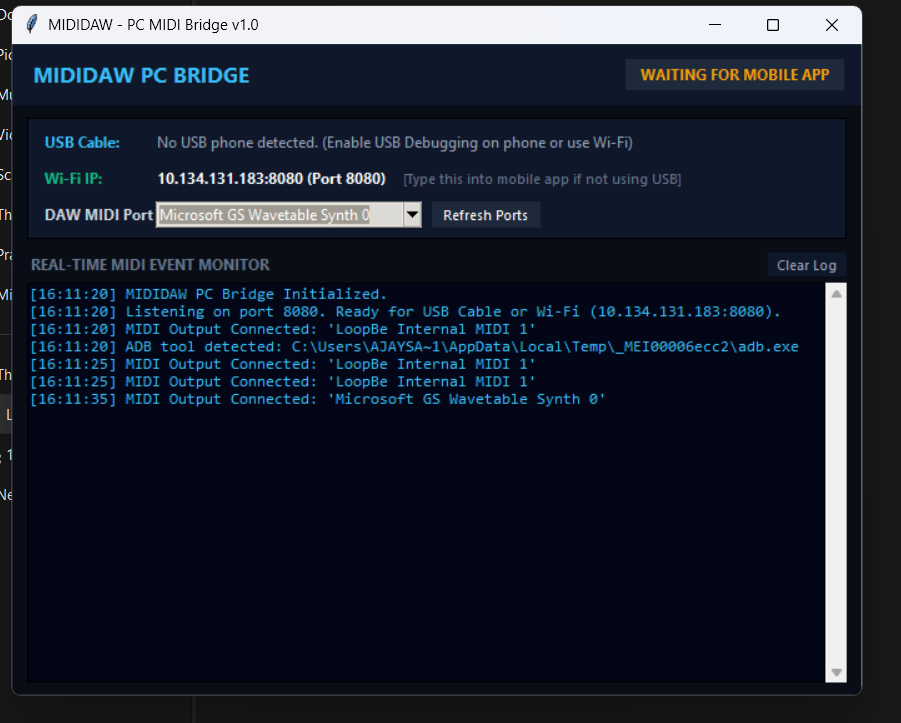 MIDIDAW - PC MIDI Bridge v1.0
MIDIDAW PC BRIDGE
WAITING FOR MOBILE APP
USB Cable: No USB phone detected. (Enable USB Debugging on phone or use Wi-Fi)
Wi-Fi IP: 10.134.131.183:8080 (Port 8080) [Type this into mobile app if not using USB]
DAW MIDI Port Microsoft GS Wavetable Synth 0 Refresh Ports
REAL-TIME MIDI EVENT MONITOR Clear Log
[16:11:20] MIDIDAW PC Bridge Initialized.
[16:11:20] Listening on port 8080. Ready for USB Cable or Wi-Fi (10.134.131.183:8080).
[16:11:20] MIDI Output Connected: 'LoopBe Internal MIDI 1'
[16:11:20] ADB tool detected: C:\Users\AJAYSA~1\AppData\Local\Temp\_MEI00006ecc2\adb.exe
[16:11:25] MIDI Output Connected: 'LoopBe Internal MIDI 1'
[16:11:25] MIDI Output Connected: 'LoopBe Internal MIDI 1'
[16:11:35] MIDI Output Connected: 'Microsoft GS Wavetable Synth 0'